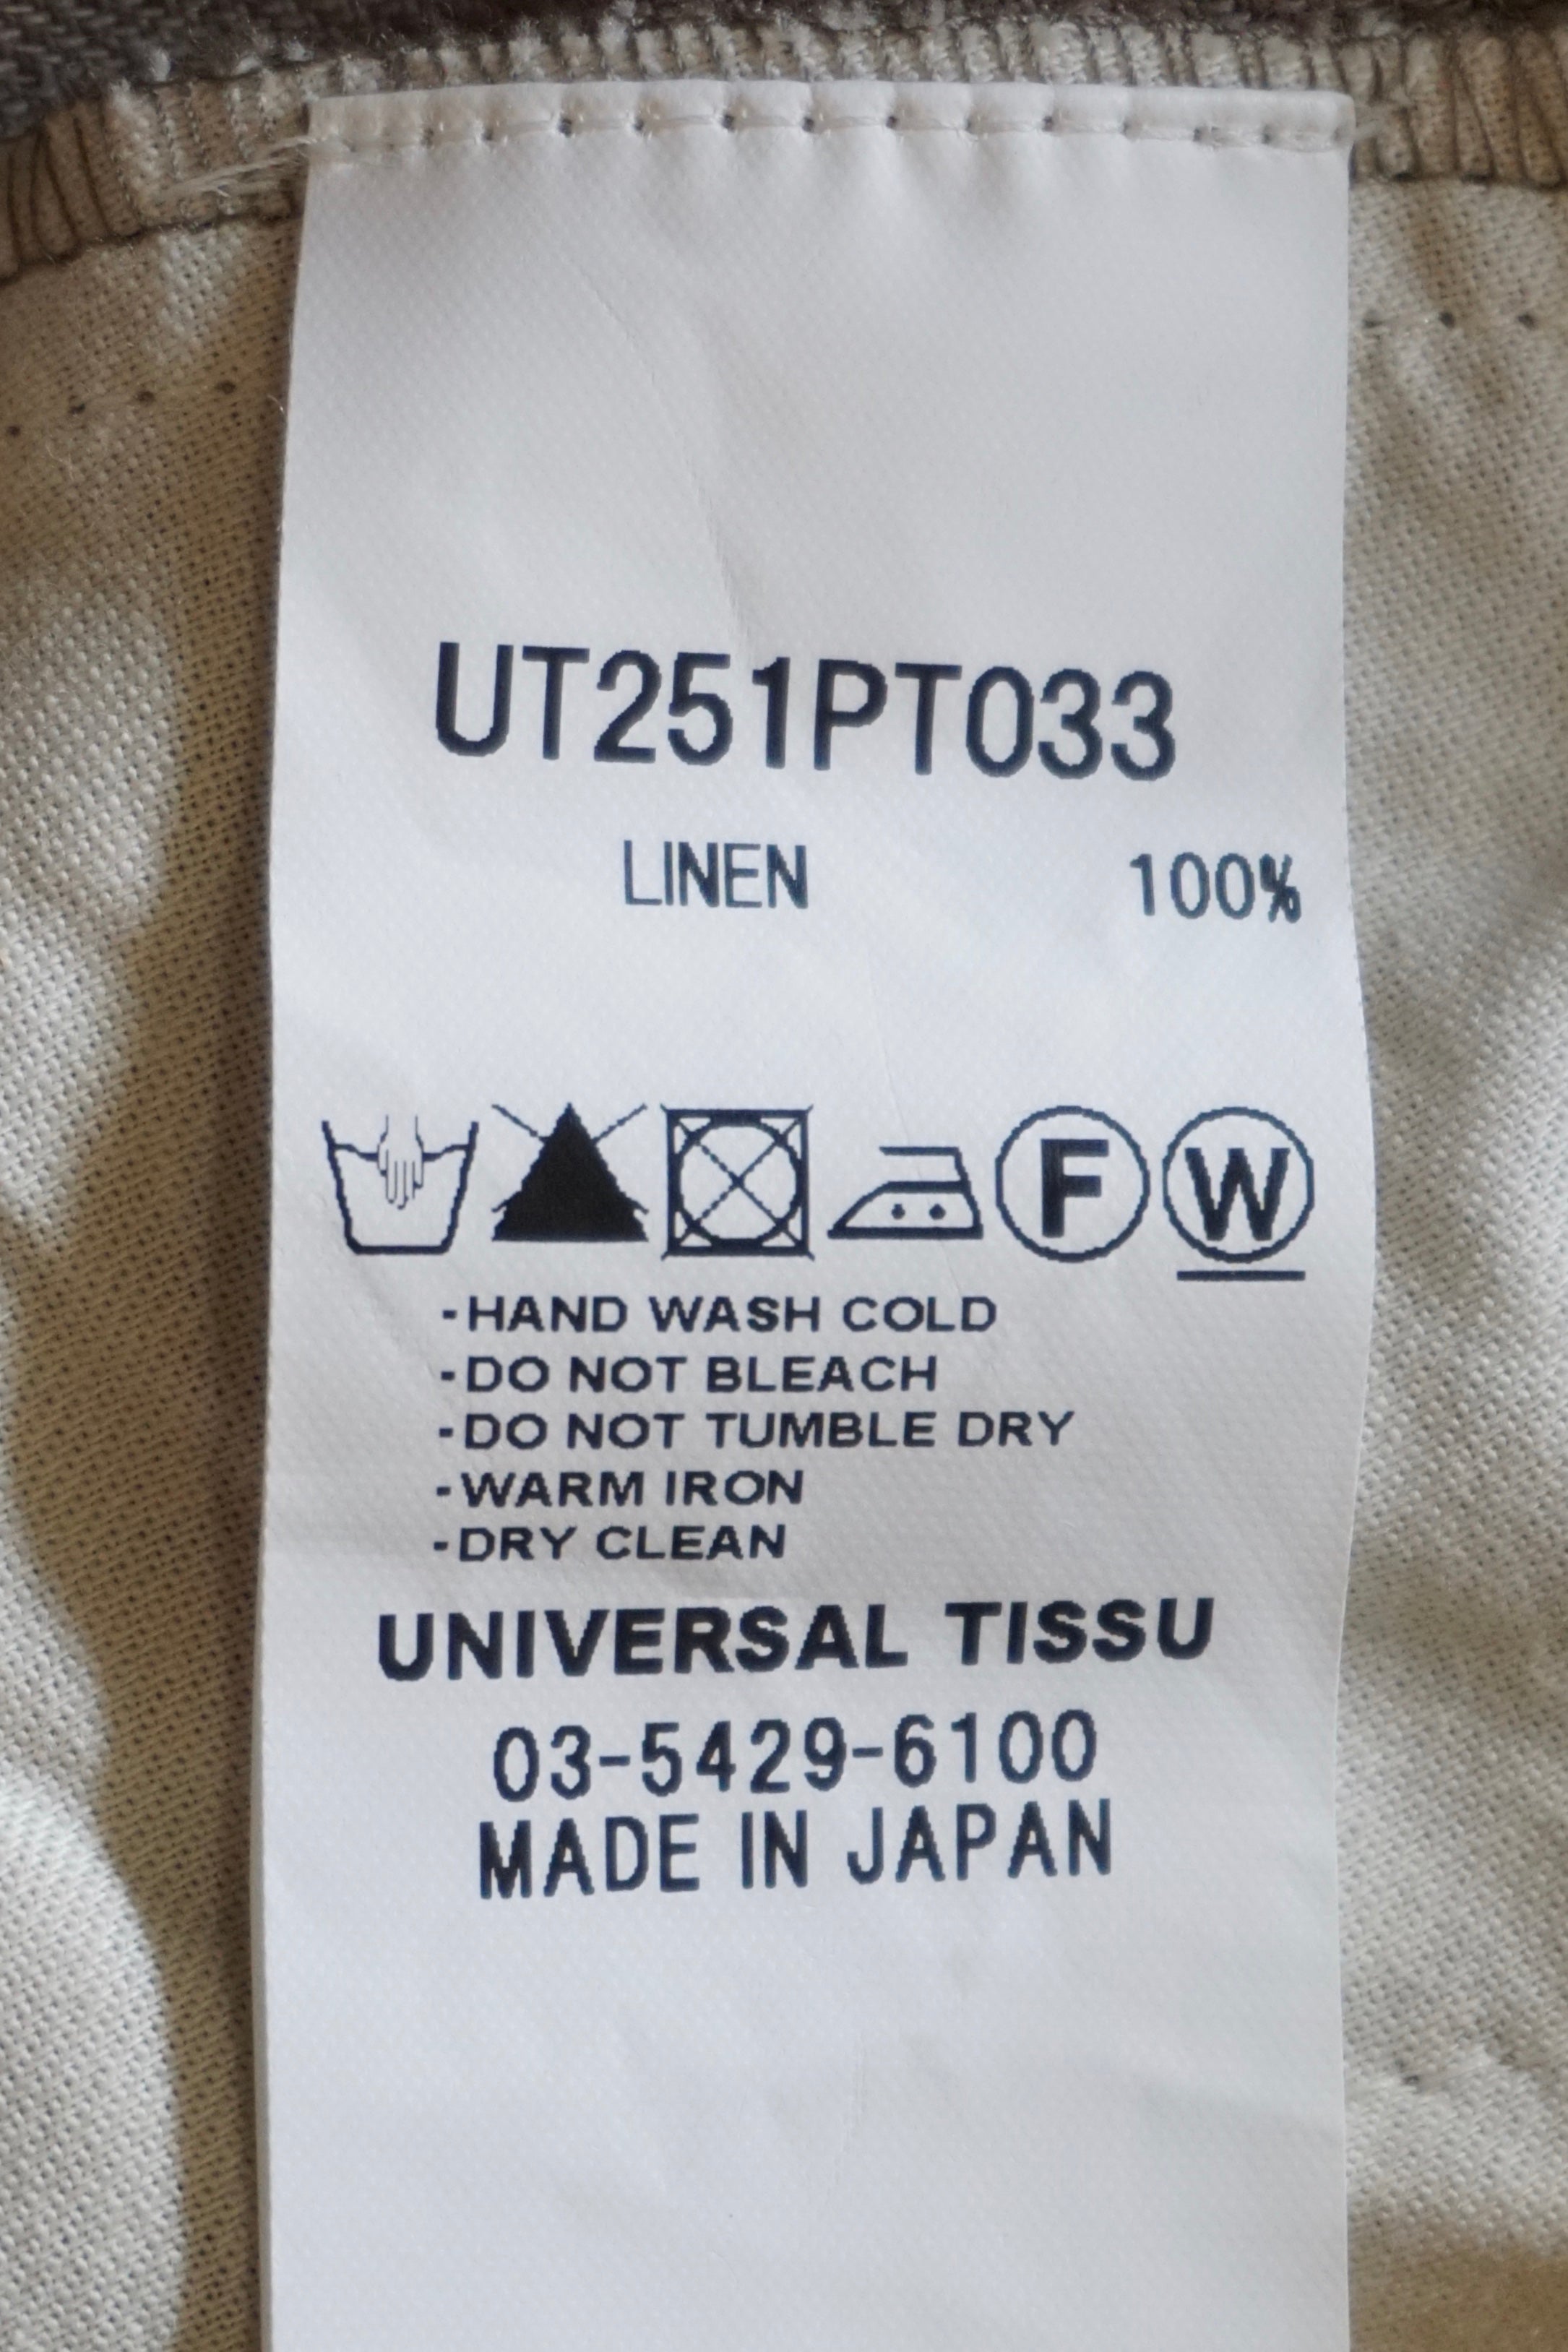 UT251PT033
LINEN 100%
F W
-HAND WASH COLD
-DO NOT BLEACH
-DO NOT TUMBLE DRY
-WARM IRON
-DRY CLEAN
UNIVERSAL TISSU
03-5429-6100
MADE IN JAPAN